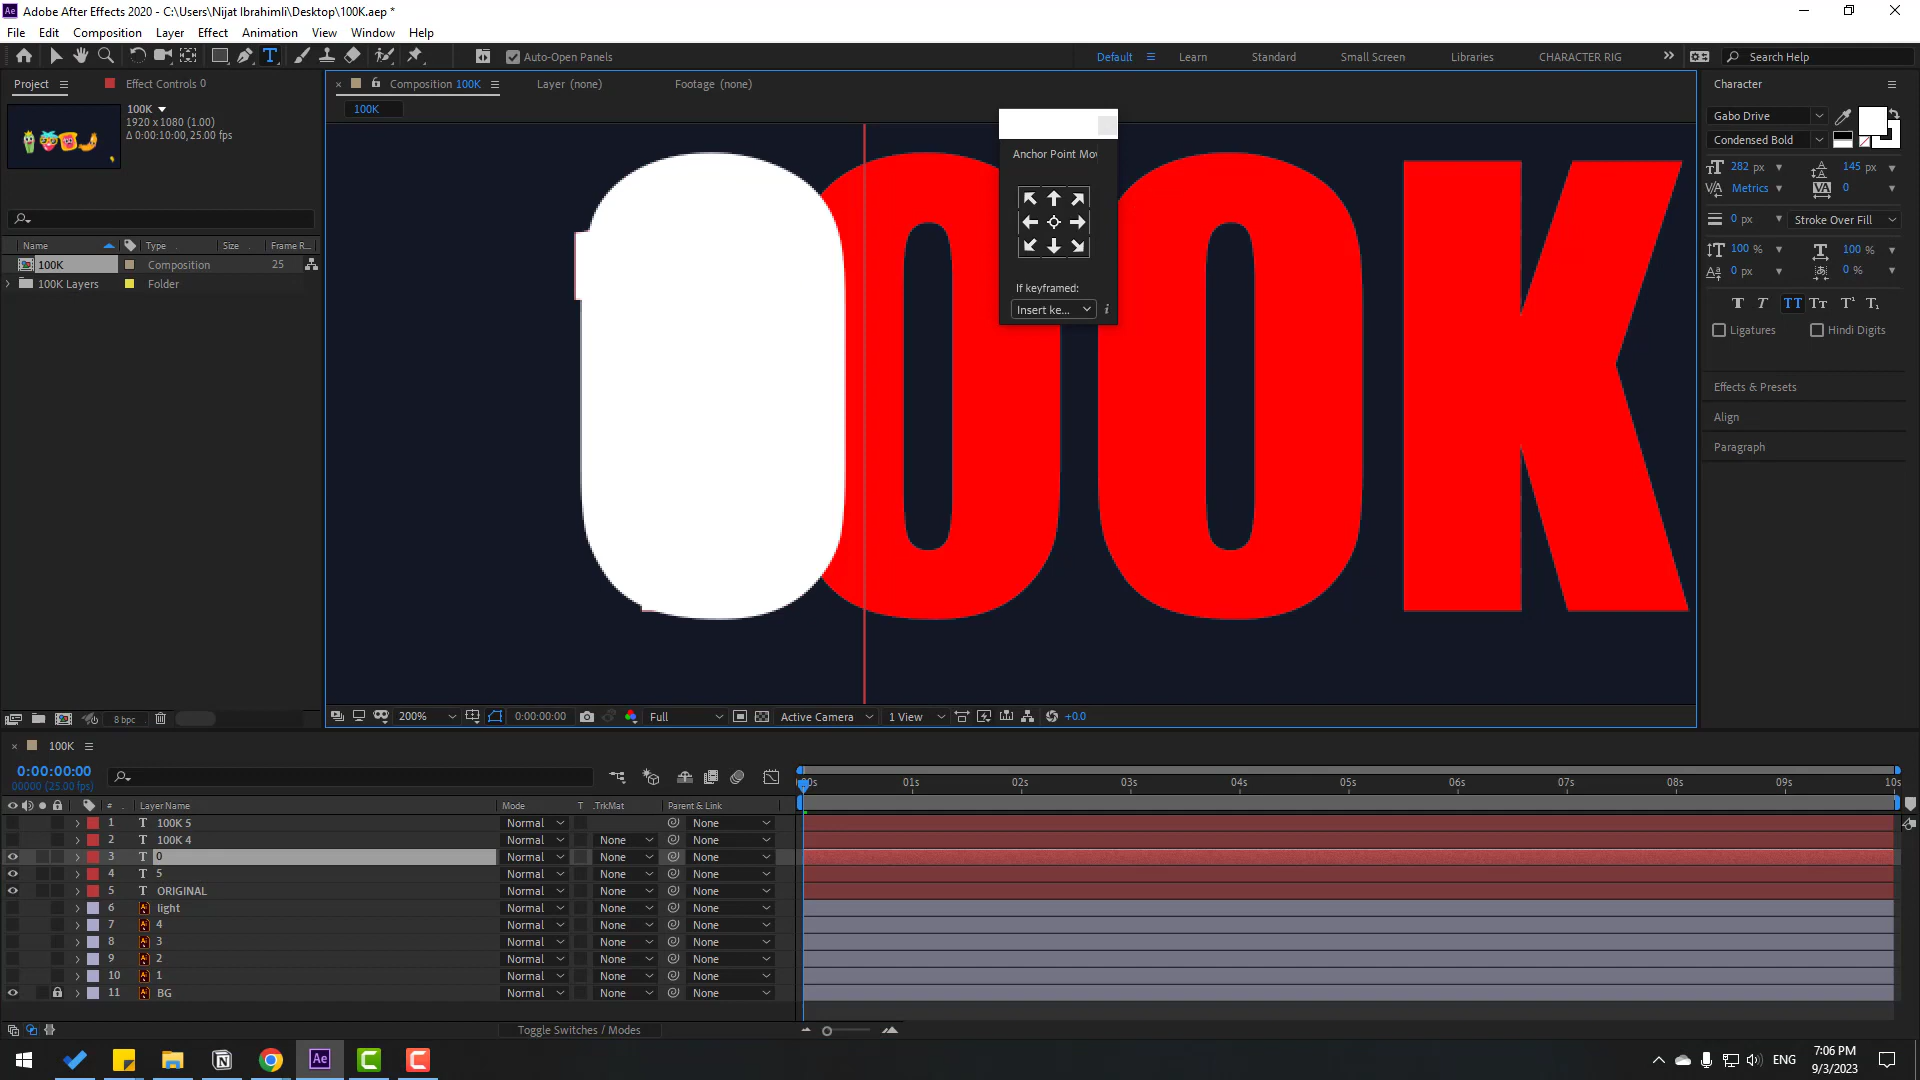 Adobe After Effects 2020 - C:\Users\Nijat Ibrahimli\Desktop\100K.aep *
File Edit Composition Layer Effect Animation View Window Help
Auto-Open Panels
Default Learn Standard Small Screen Libraries CHARACTER RIG Search Help
Project Effect Controls 0
100K
1920 x 1080 (1.00)
Δ 0:00:10:00, 25.00 fps
Name Type Size Frame R...
100K Composition 25
100K Layers Folder
8 bpc
Composition 100K Layer (none) Footage (none)
100K
OOK
Anchor Point Mov
If keyframed:
Insert ke...
200% 0:00:00:00 Full Active Camera 1 View +0.0
Character
Gabo Drive
Condensed Bold
282 px 145 px
Metrics 0
0 px Stroke Over Fill
100 % 100 %
0 px 0 %
T T TT Tt T¹ T₁
Ligatures Hindi Digits
Effects & Presets
Align
Paragraph
100K
0:00:00:00
00000 (25.00 fps)
:00s 01s 02s 03s 04s 05s 06s 07s 08s 09s 10s
# Layer Name Mode T .TrkMat Parent & Link
1 T 100K 5 Normal None
2 T 100K 4 Normal None None
3 T 0 Normal None None
4 T 5 Normal None None
5 T ORIGINAL Normal None None
6 light Normal None None
7 4 Normal None None
8 3 Normal None None
9 2 Normal None None
10 1 Normal None None
11 BG Normal None None
Toggle Switches / Modes
ENG
7:06 PM
9/3/2023